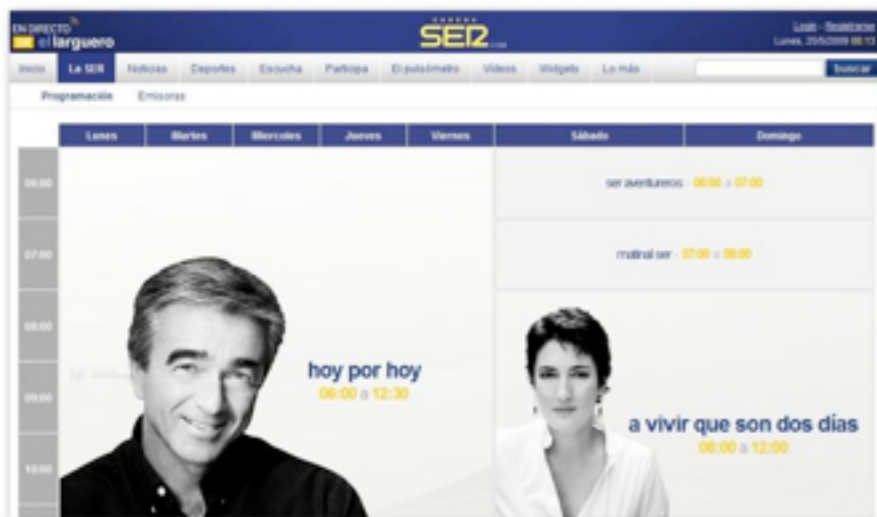 EN DIRECTO
el larguero
CADENA
SER.COM
Login - Registrarse
Lunes, 25/5/2009 00:13
Inicio
La SER
Noticias
Deportes
Escucha
Participa
El pulsómetro
Vídeos
Widgets
Lo más
buscar
Programación
Emisoras
Lunes
Martes
Miercoles
Jueves
Viernes
Sábado
Domingo
06:00
ser aventureros - 06:00 a 07:00
07:00
matinal ser - 07:00 a 08:00
08:00
hoy por hoy
06:00 a 12:30
09:00
a vivir que son dos días
08:00 a 12:00
10:00